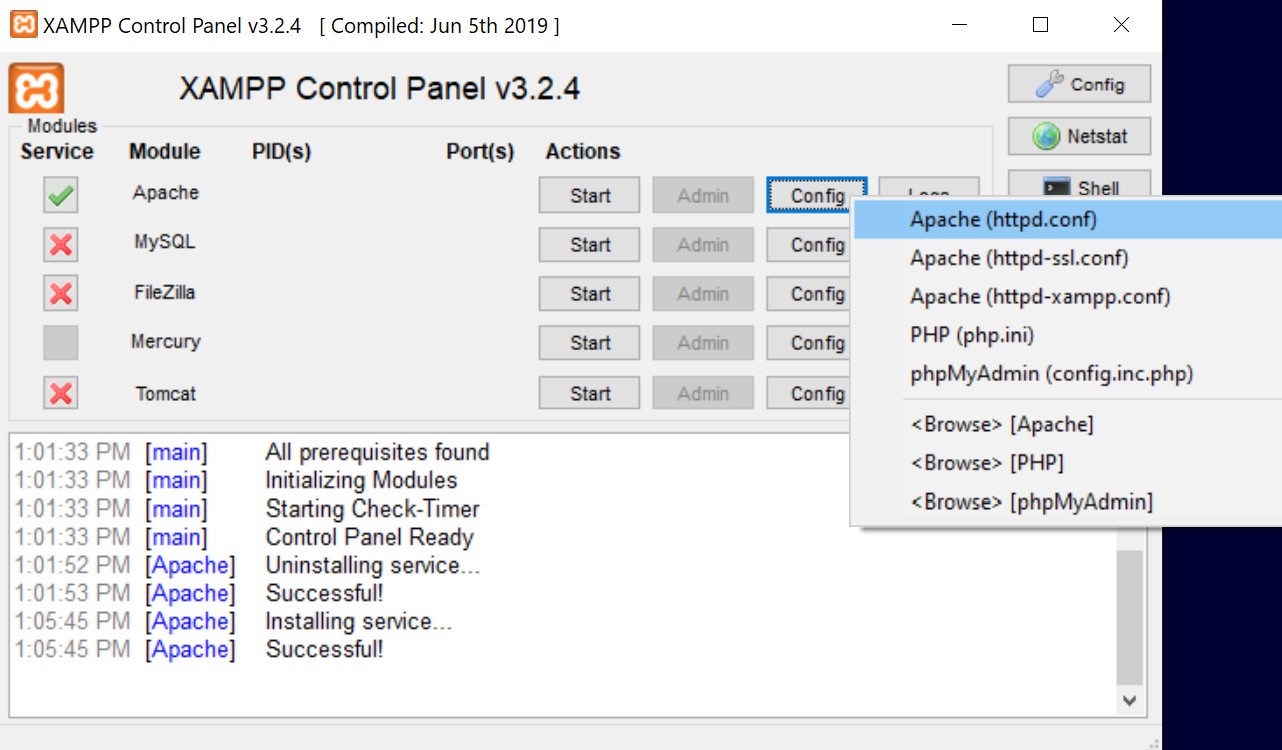 XAMPP Control Panel v3.2.4 [ Compiled: Jun 5th 2019 ]
XAMPP Control Panel v3.2.4
Config
Modules
Service Module PID(s) Port(s) Actions
Netstat
Apache Start Admin Config Logs
Shell
MySQL Start Admin Config
FileZilla Start Admin Config
Mercury Start Admin Config
Tomcat Start Admin Config
Apache (httpd.conf)
Apache (httpd-ssl.conf)
Apache (httpd-xampp.conf)
PHP (php.ini)
phpMyAdmin (config.inc.php)
<Browse> [Apache]
<Browse> [PHP]
<Browse> [phpMyAdmin]
1:01:33 PM [main] All prerequisites found
1:01:33 PM [main] Initializing Modules
1:01:33 PM [main] Starting Check-Timer
1:01:33 PM [main] Control Panel Ready
1:01:52 PM [Apache] Uninstalling service...
1:01:53 PM [Apache] Successful!
1:05:45 PM [Apache] Installing service...
1:05:45 PM [Apache] Successful!